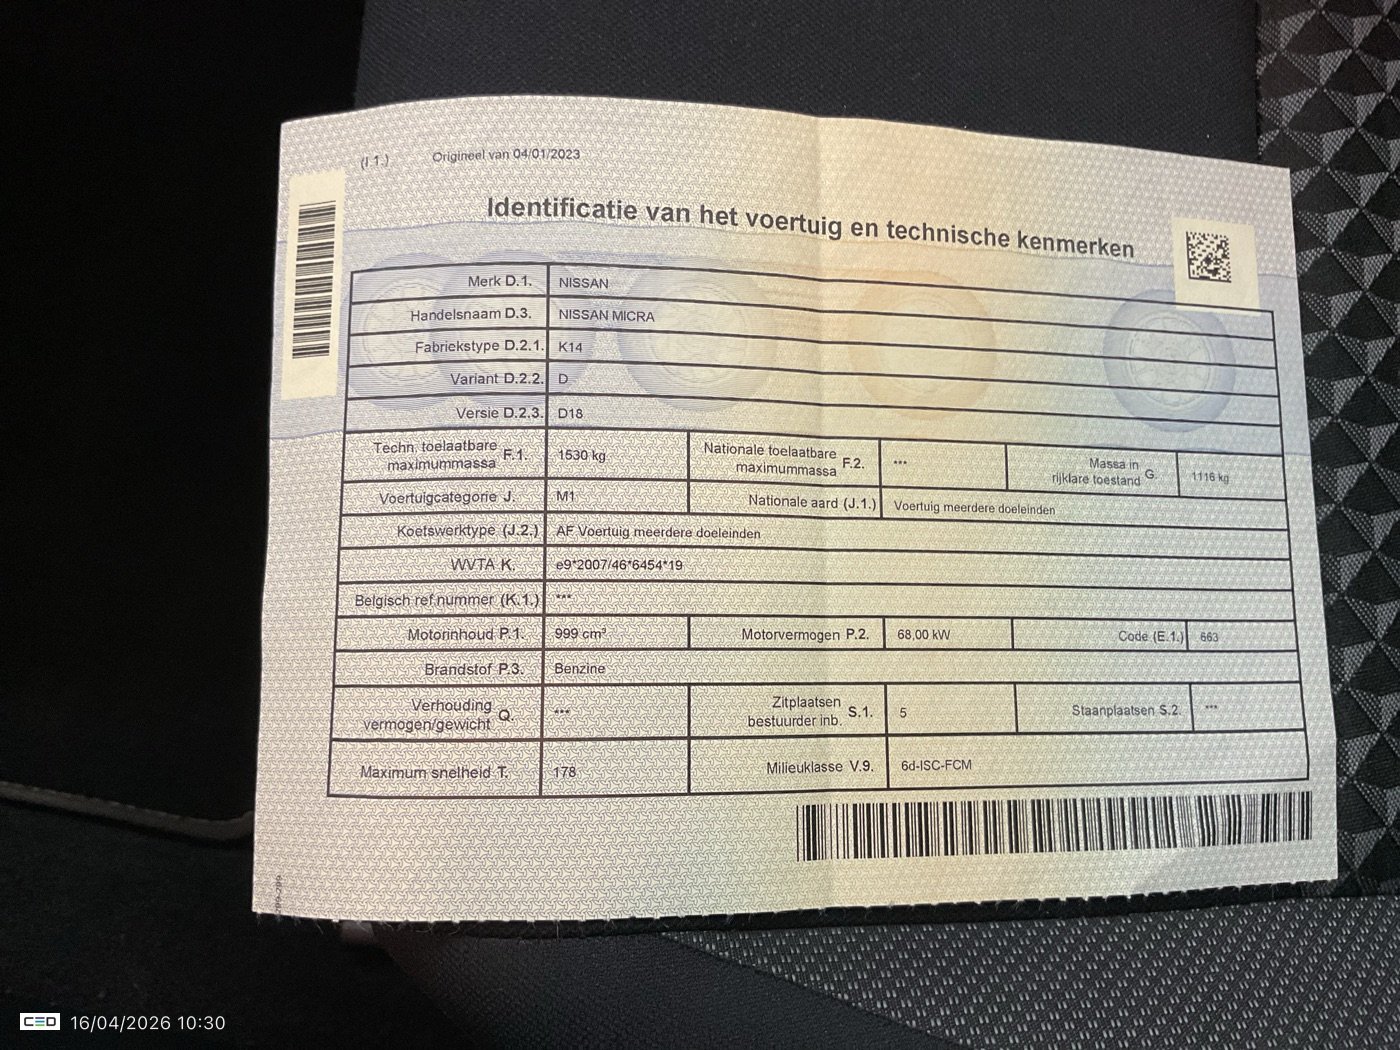 (I.1.) Origineel van 04/01/2023
Identificatie van het voertuig en technische kenmerken
Merk D.1. NISSAN
Handelsnaam D.3. NISSAN MICRA
Fabriekstype D.2.1. K14
Variant D.2.2. D
Versie D.2.3. D18
Techn. toelaatbare maximummassa F.1. 1530 kg Nationale toelaatbare maximummassa F.2. *** Massa in rijklare toestand G. 1116 kg
Voertuigcategorie J. M1 Nationale aard (J.1.) Voertuig meerdere doeleinden
Koetswerktype (J.2.) AF Voertuig meerdere doeleinden
WVTA K. e9*2007/46*6454*19
Belgisch ref.nummer (K.1.) ***
Motorinhoud P.1. 999 cm³ Motorvermogen P.2. 68,00 kW Code (E.1.) 663
Brandstof P.3. Benzine
Verhouding vermogen/gewicht Q. *** Zitplaatsen bestuurder inb. S.1. 5 Staanplaatsen S.2. ***
Maximum snelheid T. 178 Milieuklasse V.9. 6d-ISC-FCM
CED 16/04/2026 10:30